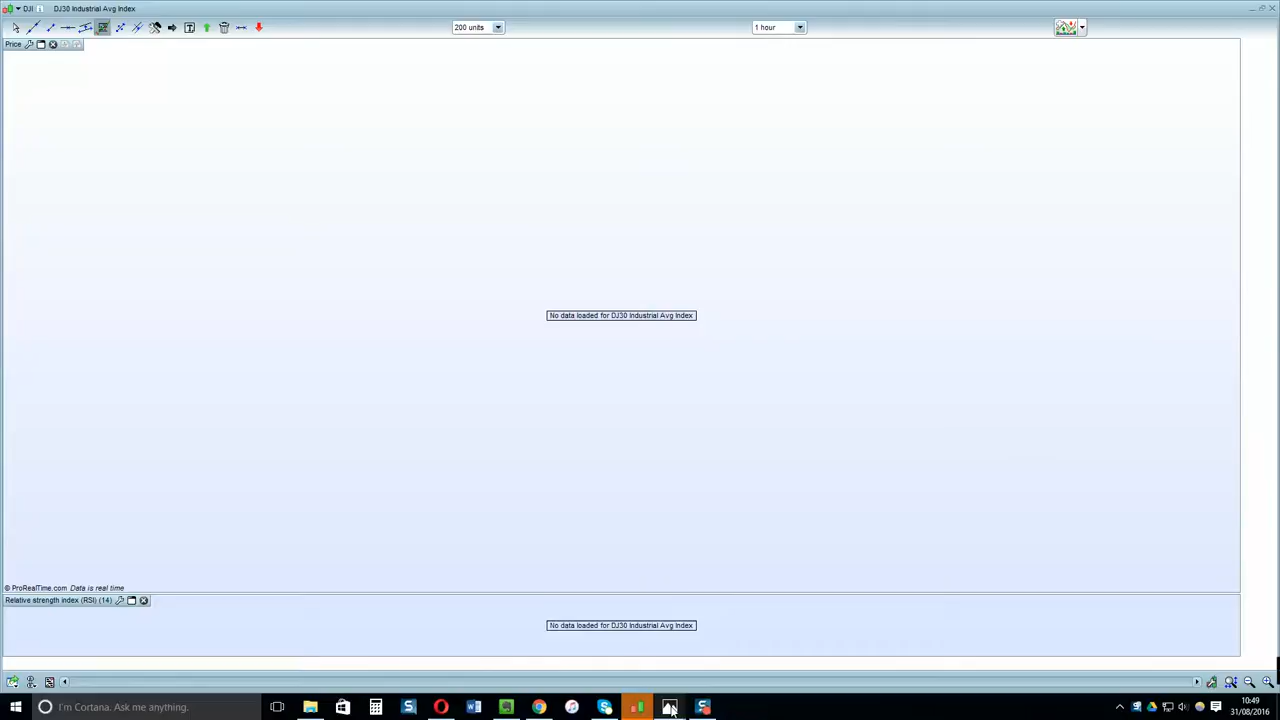 DJI DJ30 Industrial Avg Index
200 units
1 hour
Price
No data loaded for DJ30 Industrial Avg Index
© ProRealTime.com Data is real time
Relative strength index (RSI) (14)
No data loaded for DJ30 Industrial Avg Index
I'm Cortana. Ask me anything.
10:49
31/08/2016